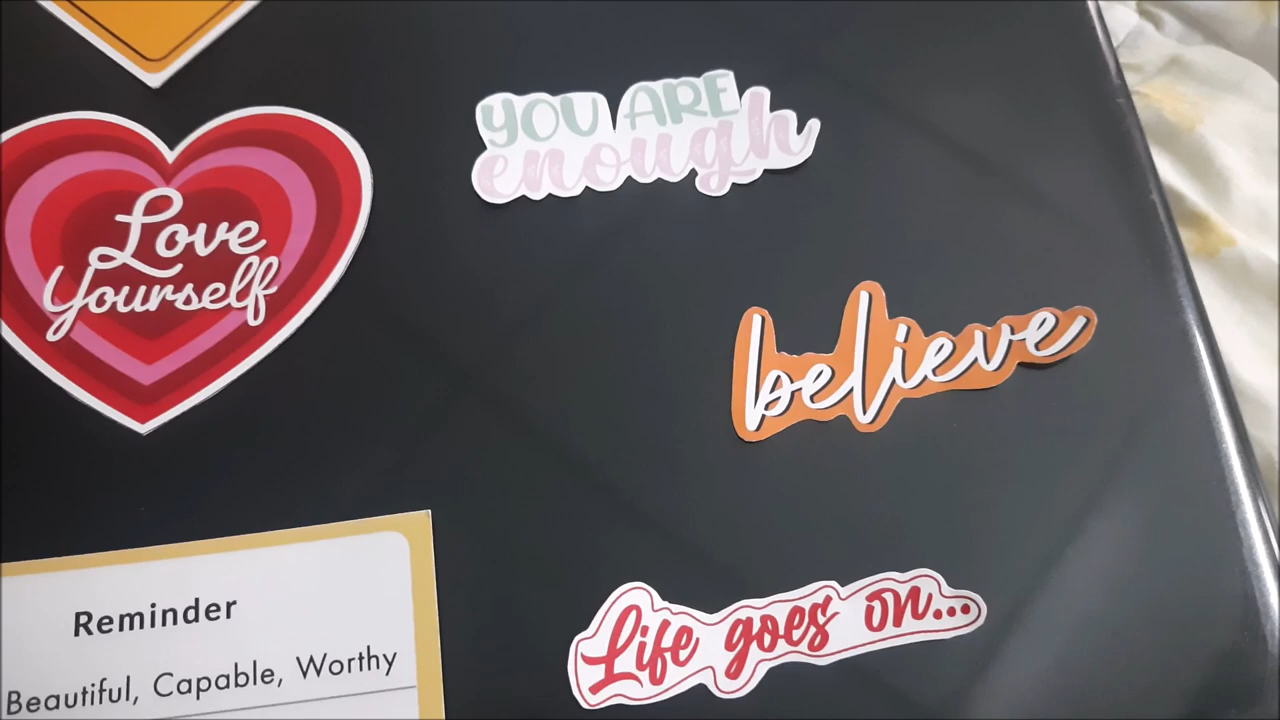 YOU ARE
enough
Love
Yourself
believe
Life goes on...
Reminder
Beautiful, Capable, Worthy